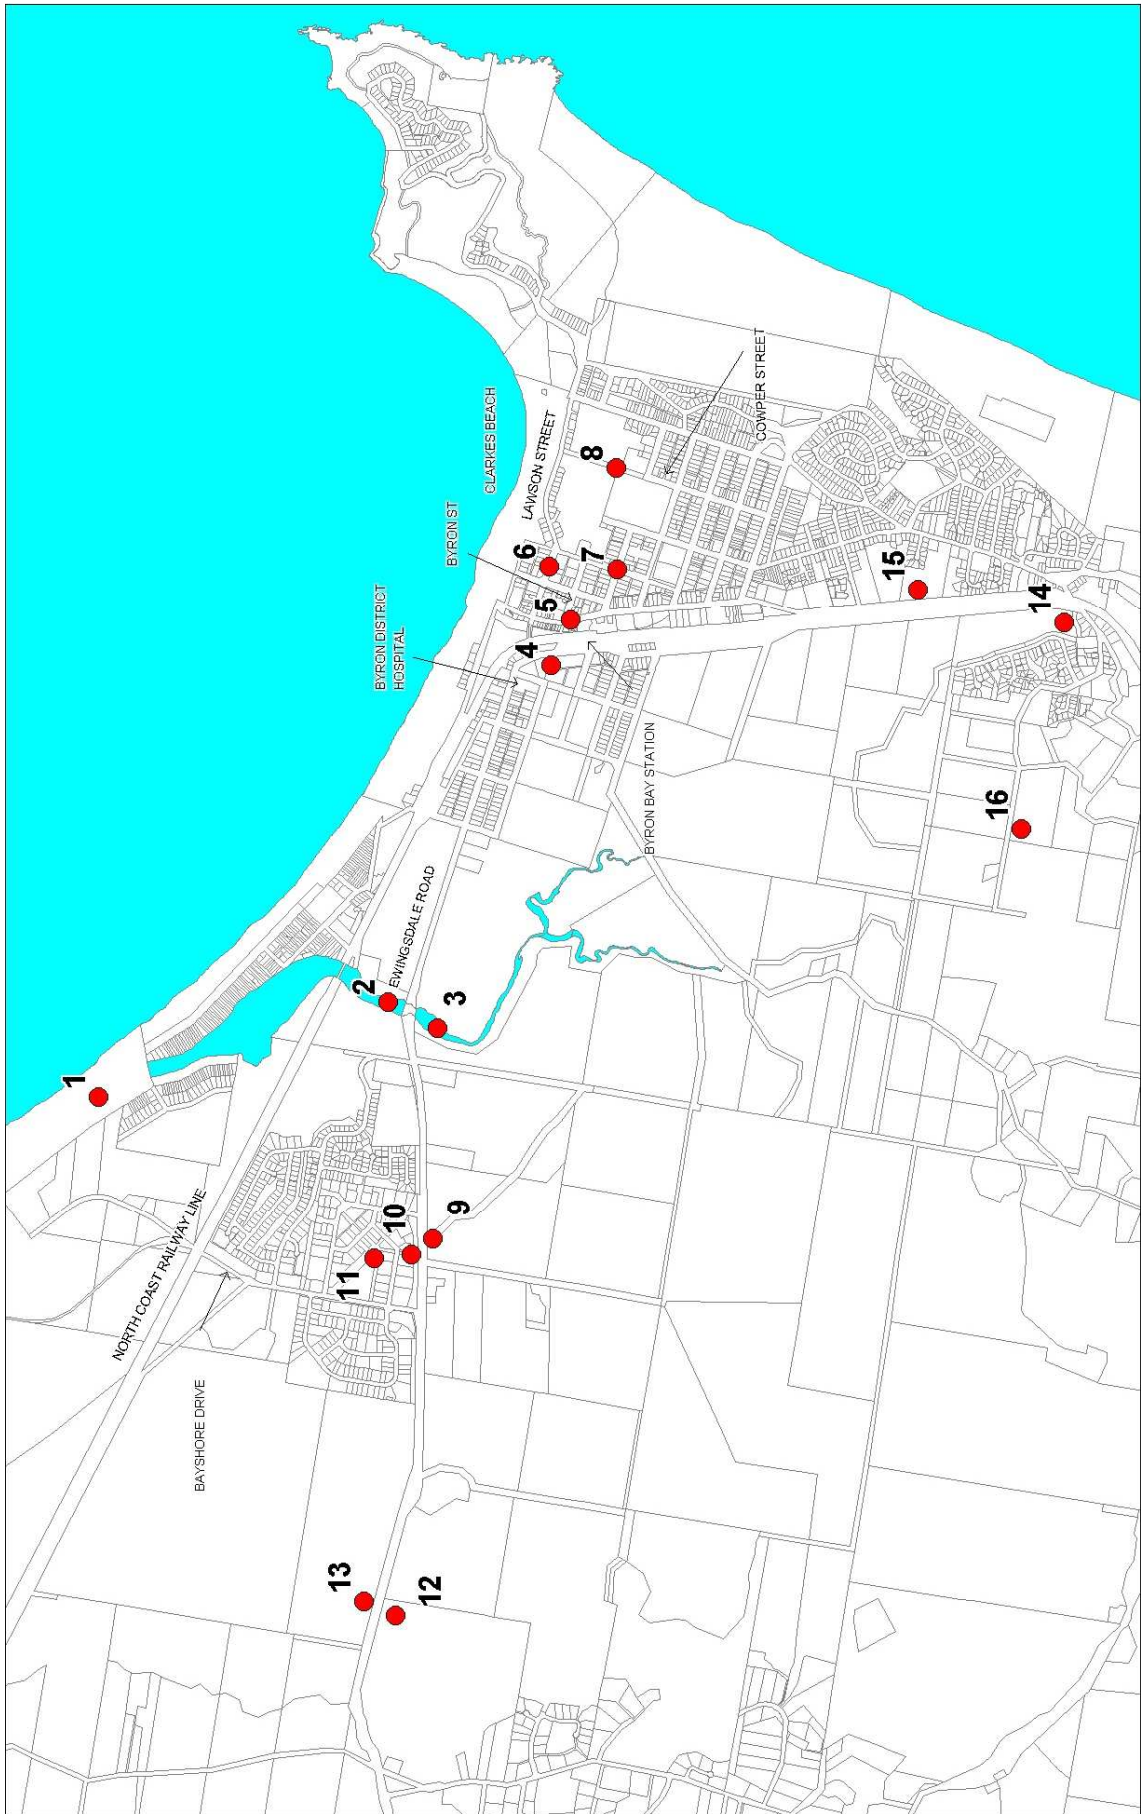 1
2
3
4
5
6
7
8
9
10
11
12
13
14
15
16
NORTH COAST RAILWAY LINE
BAYSHORE DRIVE
EWINGSDALE ROAD
BYRON DISTRICT
HOSPITAL
BYRON ST
CLARKES BEACH
LAWSON STREET
COWPER STREET
BYRON BAY STATION